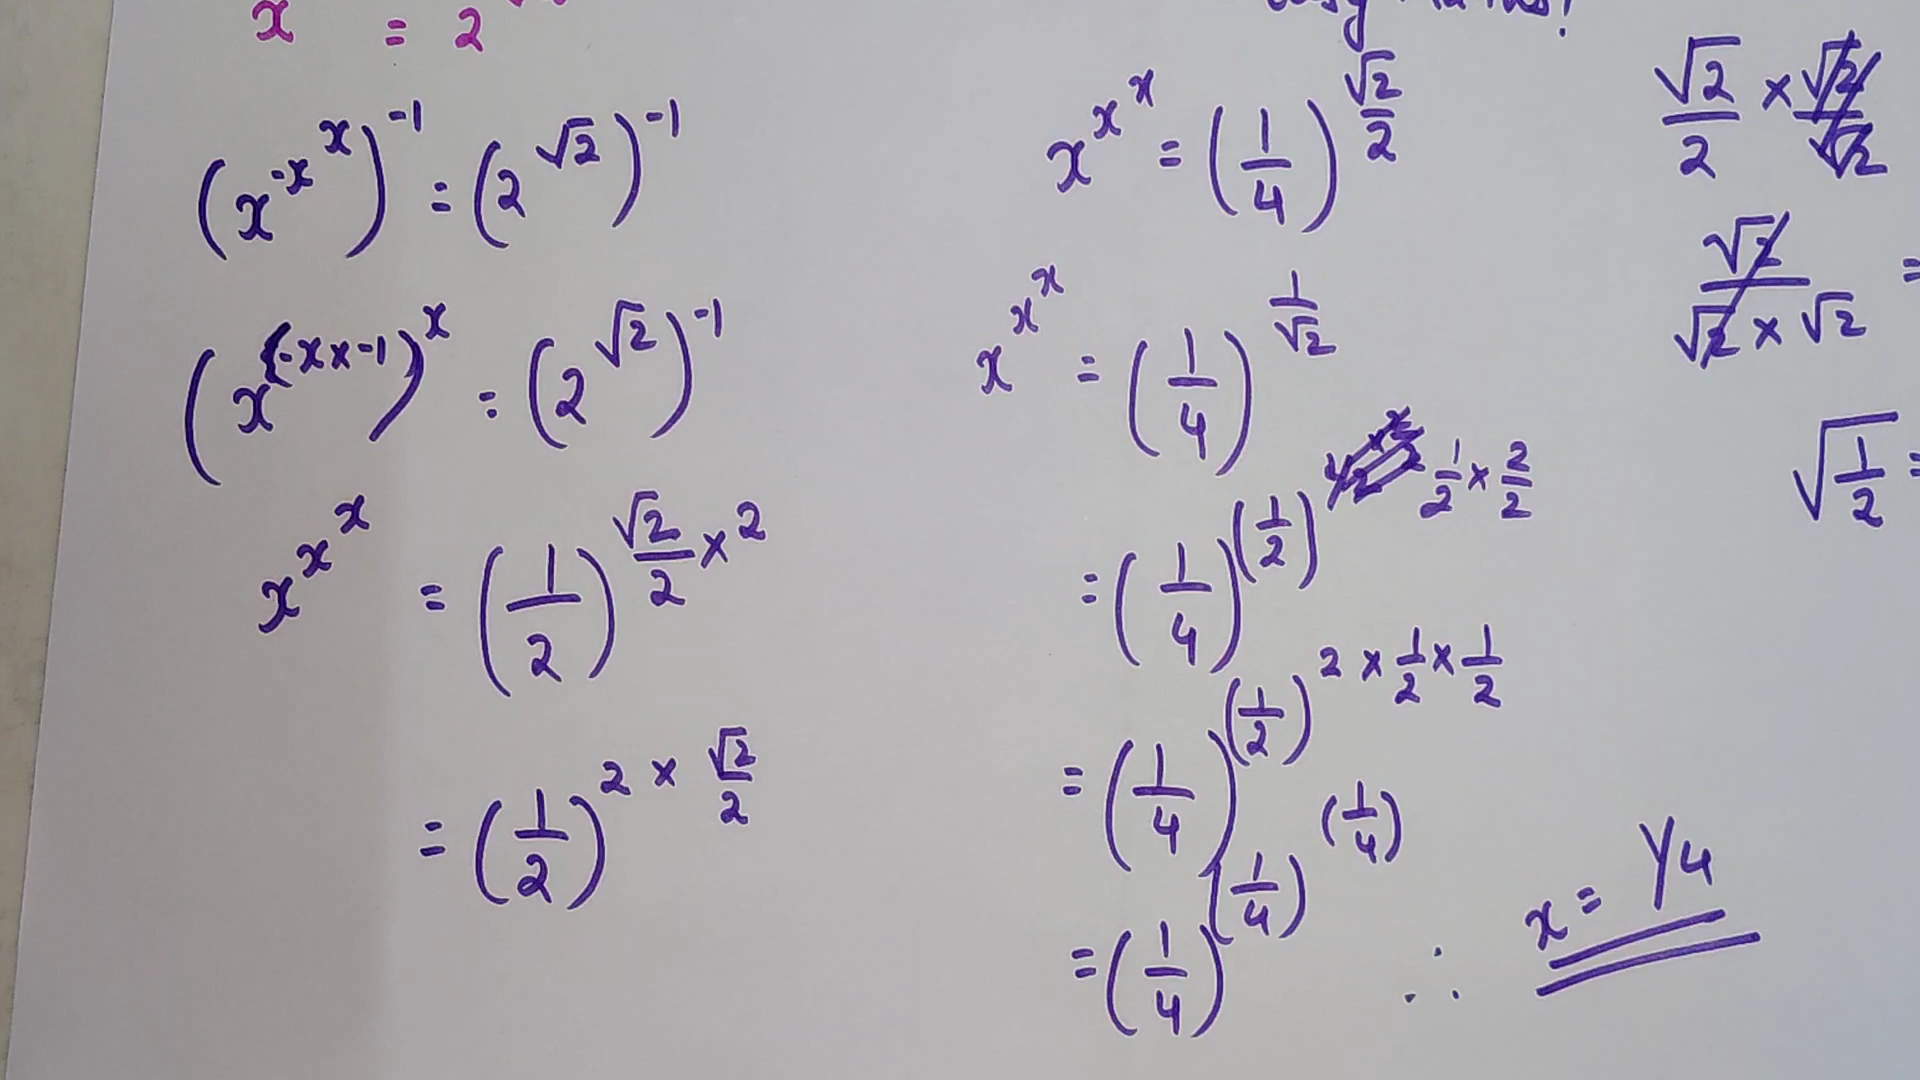 x = 2
(x^{-x^x})^{-1} = (2^{√2})^{-1}
(x^{(-x×-1)^x} = (2^{√2})^{-1}
x^{x^x} = (1/2)^{√2/2 × 2}
= (1/2)^{2 × √2/2}
x^{x^x} = (1/4)^{√2/2}
x^{x^x} = (1/4)^{1/√2}
= (1/4)^{(1/2)^{1/2 × 2/2}}
= (1/4)^{(1/2)^{2 × 1/2 × 1/2}}
= (1/4)^{(1/4)^{(1/4)}}
∴ x = 1/4
√2/2 × √2/√2
√2/(√2 × √2) =
√(1/2) =